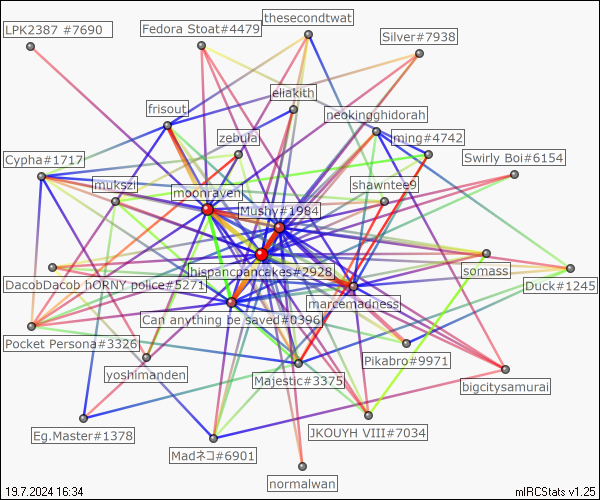 thesecondtwat
LPK2387 #7690
Fedora Stoat#4479
Silver#7938
eliakith
frisout
neokingghidorah
zebula
ming#4742
Cypha#1717
Swirly Boi#6154
mukszi
moonraven
shawntee9
Mushy#1984
hispancpancakes#2928
somass
DacobDacob hORNY police#5271
Duck#1245
marcemadness
Can anything be saved#0396
Pocket Persona#3326
Pikabro#9971
yoshimanden
Majestic#3375
bigcitysamurai
Eg.Master#1378
JKOUYH VIII#7034
Madネコ#6901
normalwan
19.7.2024 16:34
mIRCStats v1.25